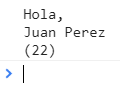 Hola,
Juan Perez
(22)